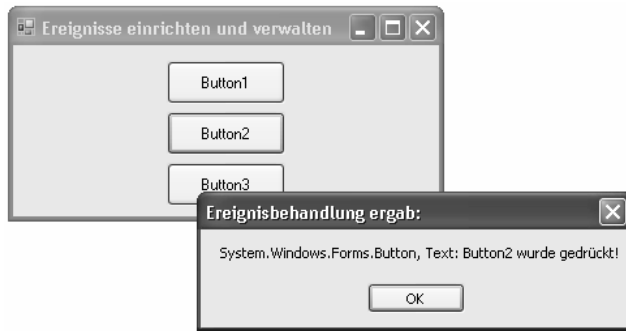 Ereignisse einrichten und verwalten
Button1
Button2
Button3
Ereignisbehandlung ergab:
System.Windows.Forms.Button, Text: Button2 wurde gedrückt!
OK